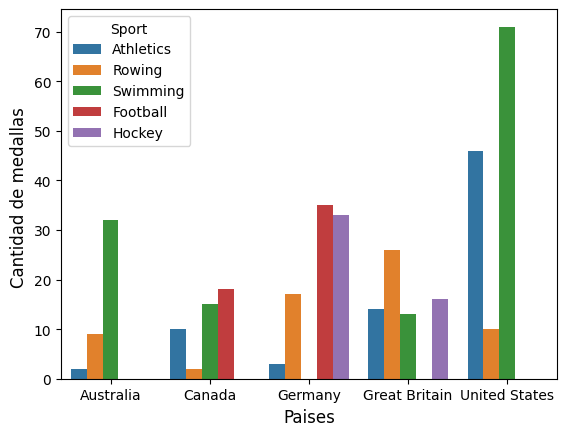 Sport
Athletics
Rowing
Swimming
Football
Hockey
Cantidad de medallas
70
60
50
40
30
20
10
0
Australia Canada Germany Great Britain United States
Paises